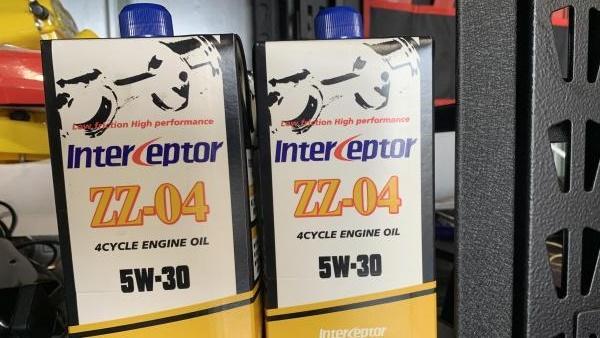 Low friction High performance
Interceptor
ZZ-04
4CYCLE ENGINE OIL
5W-30
Low friction High performance
Interceptor
ZZ-04
4CYCLE ENGINE OIL
5W-30
Interceptor